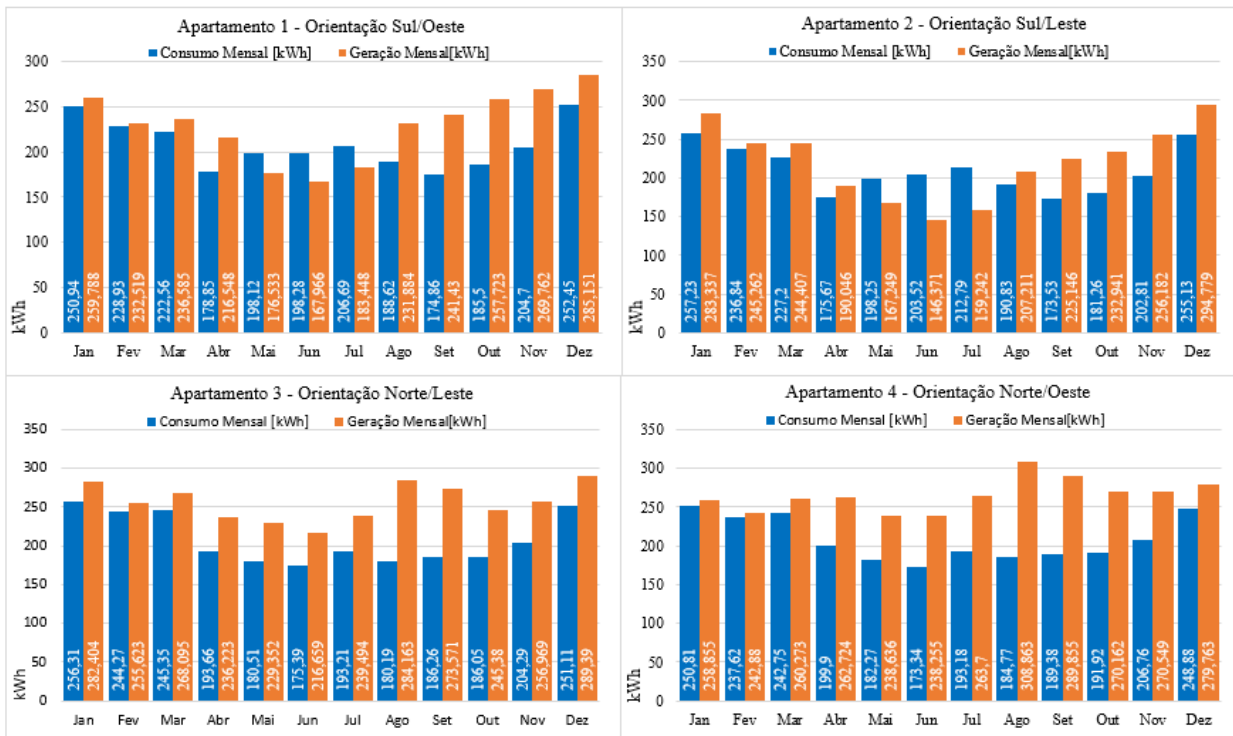 Apartamento 1 - Orientação Sul/Oeste
Consumo Mensal [kWh] Geração Mensal[kWh]
300
250
200
150
100
50
0
kWh
250,94 259,788 228,93 232,519 222,56 236,585 178,85 216,548 198,12 176,533 198,28 167,966 206,69 183,448 188,62 231,884 174,86 241,43 185,5 257,723 204,7 269,762 252,45 285,151
Jan Fev Mar Abr Mai Jun Jul Ago Set Out Nov Dez
Apartamento 2 - Orientação Sul/Leste
Consumo Mensal [kWh] Geração Mensal[kWh]
350
300
250
200
150
100
50
0
kWh
257,23 283,337 236,84 245,262 227,2 244,407 175,67 190,046 198,25 167,249 203,52 146,371 212,79 159,242 190,83 207,211 173,53 225,146 181,26 232,941 202,81 256,182 255,13 294,779
Jan Fev Mar Abr Mai Jun Jul Ago Set Out Nov Dez
Apartamento 3 - Orientação Norte/Leste
Consumo Mensal [kWh] Geração Mensal[kWh]
350
300
250
200
150
100
50
0
kWh
256,31 282,404 244,27 255,623 245,35 268,095 193,66 236,223 180,51 229,352 175,39 216,659 193,21 239,494 180,19 284,163 186,26 273,571 186,05 245,38 204,29 256,969 251,11 289,39
Jan Fev Mar Abr Mai Jun Jul Ago Set Out Nov Dez
Apartamento 4 - Orientação Norte/Oeste
Consumo Mensal [kWh] Geração Mensal[kWh]
350
300
250
200
150
100
50
0
kWh
250,81 258,855 237,62 242,88 242,75 260,273 199,9 262,724 182,27 238,636 173,34 238,255 193,18 263,7 184,77 308,863 189,38 289,855 191,92 270,162 206,76 270,549 248,88 279,763
Jan Fev Mar Abr Mai Jun Jul Ago Set Out Nov Dez